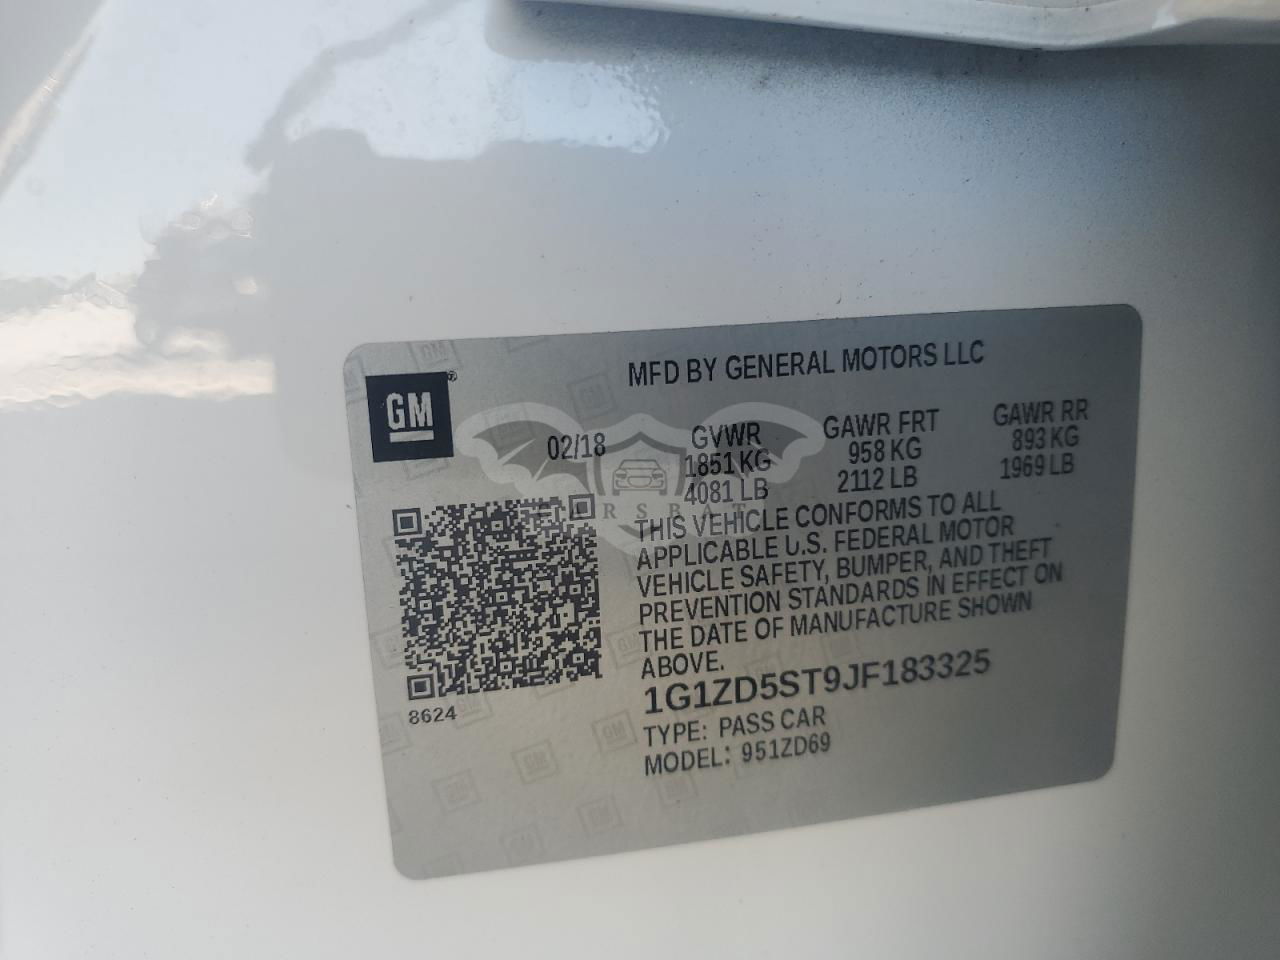 MFD BY GENERAL MOTORS LLC
GM
02/18
GVWR GAWR FRT GAWR RR
1851 KG 958 KG 893 KG
4081 LB 2112 LB 1969 LB
CARSBAT
THIS VEHICLE CONFORMS TO ALL
APPLICABLE U.S. FEDERAL MOTOR
VEHICLE SAFETY, BUMPER, AND THEFT
PREVENTION STANDARDS IN EFFECT ON
THE DATE OF MANUFACTURE SHOWN
ABOVE.
1G1ZD5ST9JF183325
8624
TYPE: PASS CAR
MODEL: 951ZD69